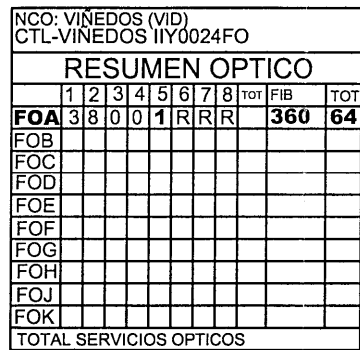 NCO: VIÑEDOS (VID)
CTL-VIÑEDOS IIY0024FO
RESUMEN OPTICO
1 2 3 4 5 6 7 8 TOT FIB TOT
FOA 3 8 0 0 1 R R R 360 64
FOB
FOC
FOD
FOE
FOF
FOG
FOH
FOJ
FOK
TOTAL SERVICIOS OPTICOS